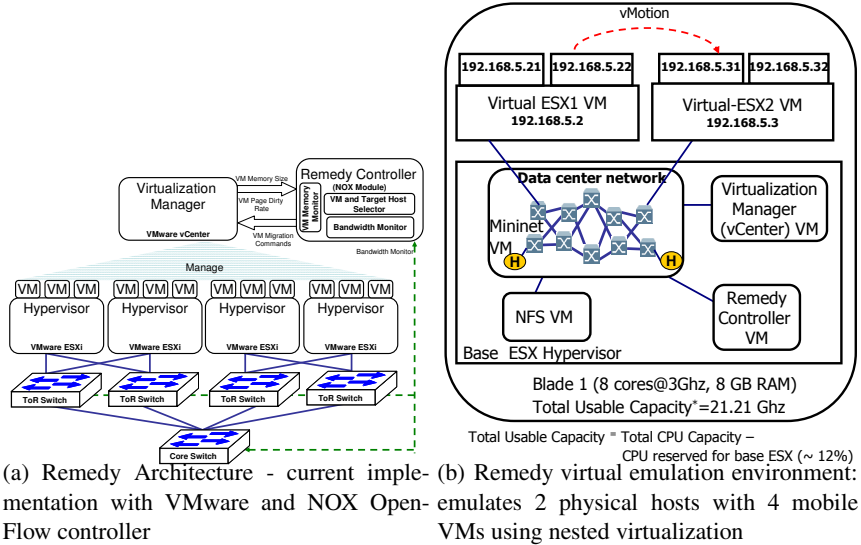 VM Memory Size
VM Page Dirty
Rate
VM Migration
Commands
Virtualization
Manager
VMware vCenter
Remedy Controller
(NOX Module)
VM Memory
Monitor
VM and Target Host
Selector
Bandwidth Monitor
Bandwidth Monitor
Manage
VM VM VM VM VM VM VM VM VM VM VM VM
Hypervisor Hypervisor Hypervisor Hypervisor
VMware ESXi VMware ESXi VMware ESXi VMware ESXi
ToR Switch ToR Switch ToR Switch ToR Switch
Core Switch
(a) Remedy Architecture - current imple-
mentation with VMware and NOX Open-
Flow controller
vMotion
192.168.5.21 192.168.5.22 192.168.5.31 192.168.5.32
Virtual ESX1 VM
192.168.5.2
Virtual-ESX2 VM
192.168.5.3
Data center network
Mininet
VM
H H
Virtualization
Manager
(vCenter) VM
NFS VM
Remedy
Controller
VM
Base ESX Hypervisor
Blade 1 (8 cores@3Ghz, 8 GB RAM)
Total Usable Capacity*=21.21 Ghz
Total Usable Capacity = Total CPU Capacity –
CPU reserved for base ESX (~ 12%)
(b) Remedy virtual emulation environment:
emulates 2 physical hosts with 4 mobile
VMs using nested virtualization